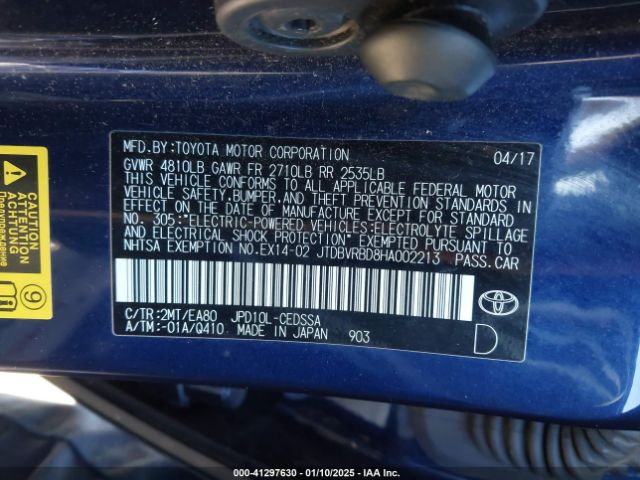 MFD.BY:TOYOTA MOTOR CORPORATION 04/17
GVWR 4810LB GAWR FR 2710LB RR 2535LB
THIS VEHICLE CONFORMS TO ALL APPLICABLE FEDERAL MOTOR
VEHICLE SAFETY,BUMPER,AND THEFT PREVENTION STANDARDS IN
EFFECT ON THE DATE OF MANUFACTURE EXCEPT STANDARD
NO. 305:"ELECTRIC-POWERED VEHICLES:ELECTROLYTE SPILLAGE
AND ELECTRICAL SHOCK PROTECTION" EXEMPTED PURSUANT TO
NHTSA EXEMPTION NO.EX14-02 JTDBVRBD8HA002213 PASS.CAR
C/TR:2MT/EA80 JPD10L-CEDSSA
A/TM:-01A/Q410 MADE IN JAPAN 903
TOYOTA
D
CAUTION
ATTENTION
Предупреждение
9
000-41297630 - 01/10/2025 - IAA Inc.